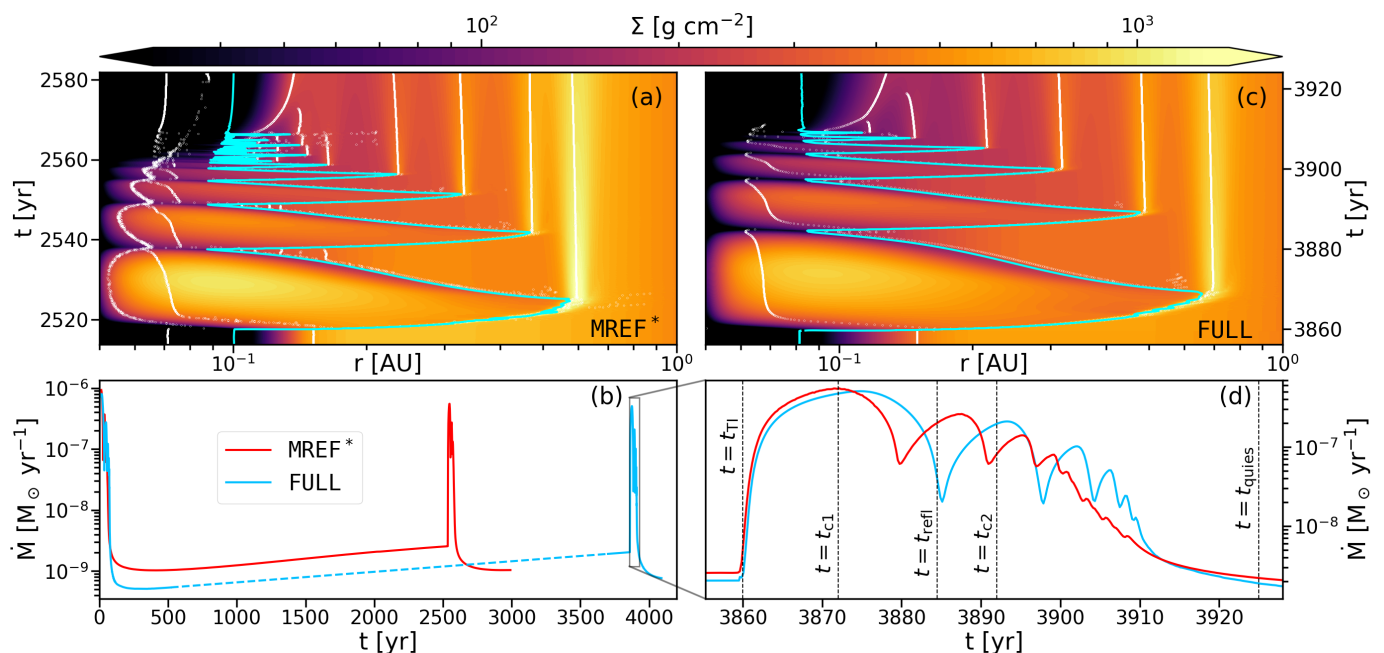 Σ [g cm⁻²]
10² 10³
(a)
MREF*
t [yr]
2580
2560
2540
2520
10⁻¹ r [AU] 10⁰
(c)
FULL
3920
3900
3880
3860
t [yr]
10⁻¹ r [AU] 10⁰
(b)
MREF*
FULL
Ṁ [M⊙ yr⁻¹]
10⁻⁶
10⁻⁷
10⁻⁸
10⁻⁹
0 500 1000 1500 2000 2500 3000 3500 4000
t [yr]
(d)
t = t_TI
t = t_c1
t = t_refl
t = t_c2
t = t_quies
10⁻⁷
10⁻⁸
Ṁ [M⊙ yr⁻¹]
3860 3870 3880 3890 3900 3910 3920
t [yr]